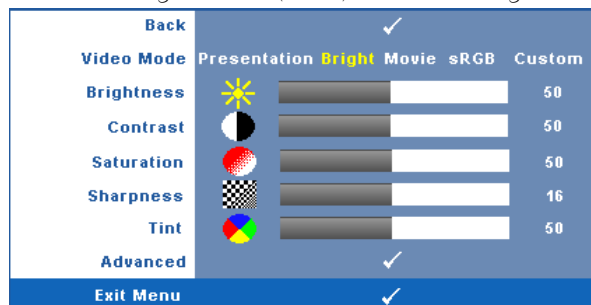 Back
Video Mode Presentation Bright Movie sRGB Custom
Brightness 50
Contrast 50
Saturation 50
Sharpness 16
Tint 50
Advanced
Exit Menu